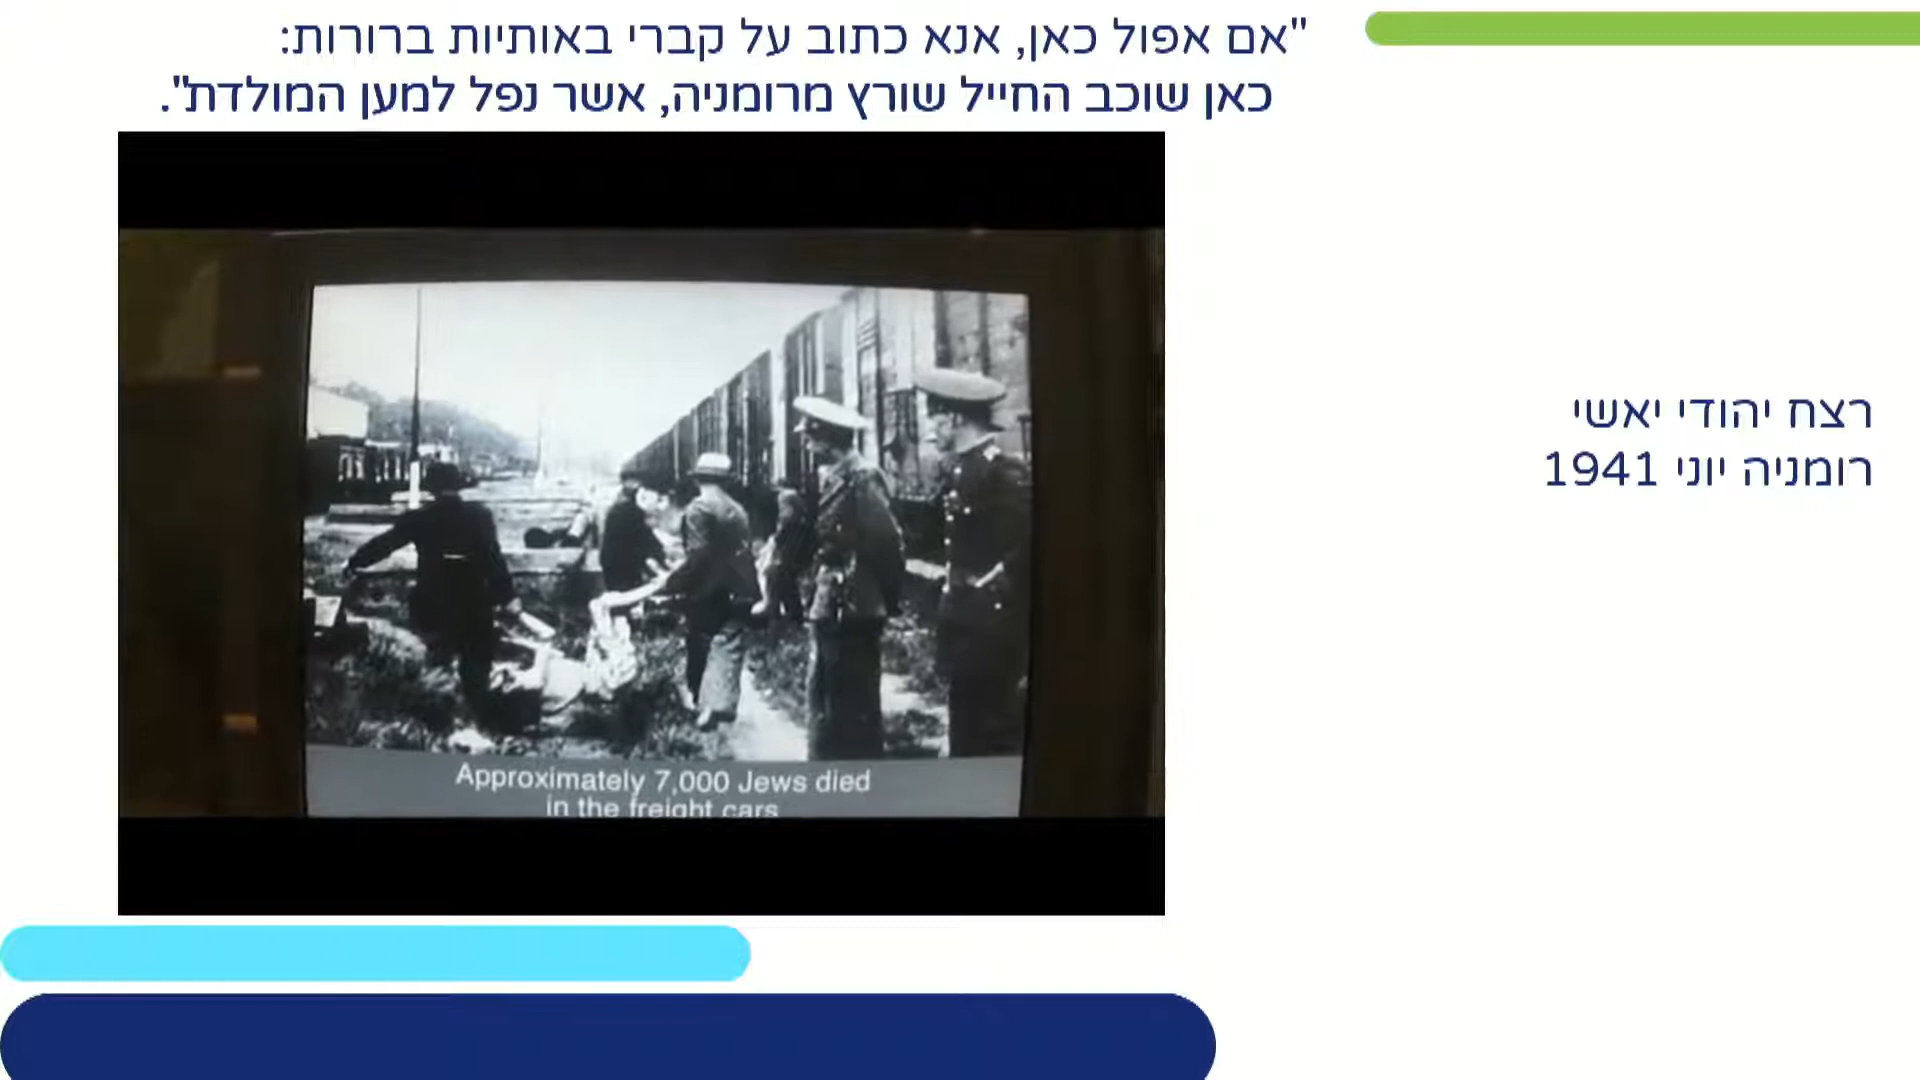 "אם אפול כאן, אנא כתוב על קברי באותיות ברורות:
כאן שוכב החייל שורץ מרומניה, אשר נפל למען המולדת".
רצח יהודי יאשי
רומניה יוני 1941
Approximately 7,000 Jews died
in the freight cars